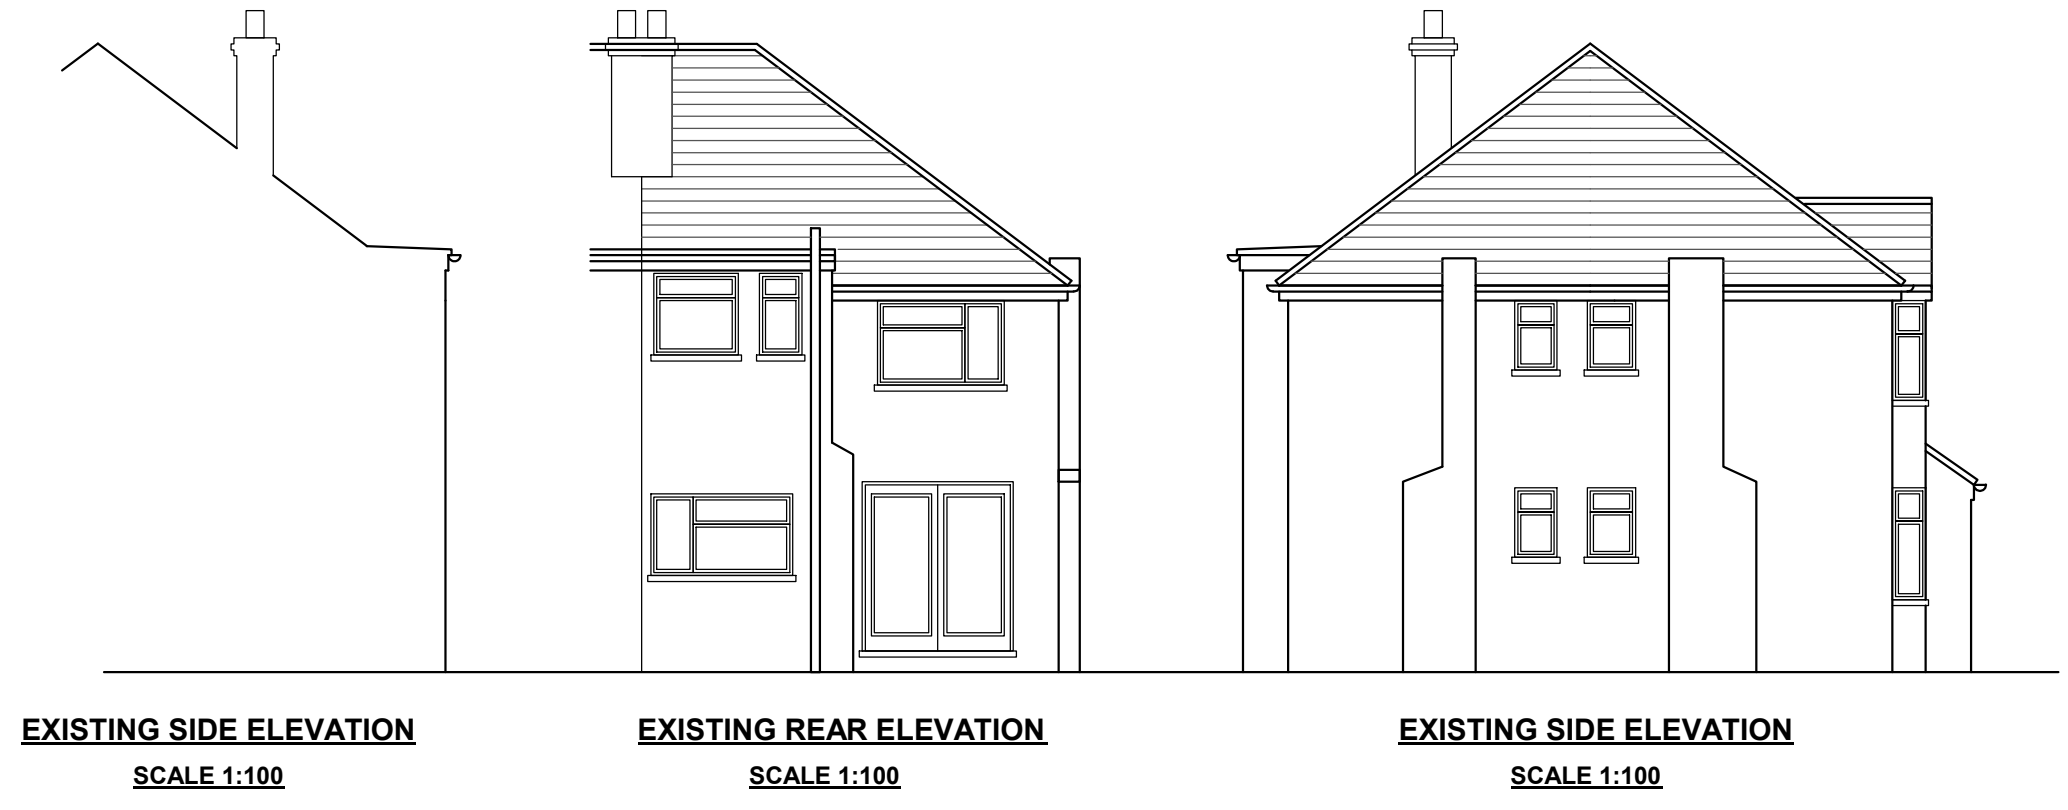 EXISTING SIDE ELEVATION
SCALE 1:100
EXISTING REAR ELEVATION
SCALE 1:100
EXISTING SIDE ELEVATION
SCALE 1:100